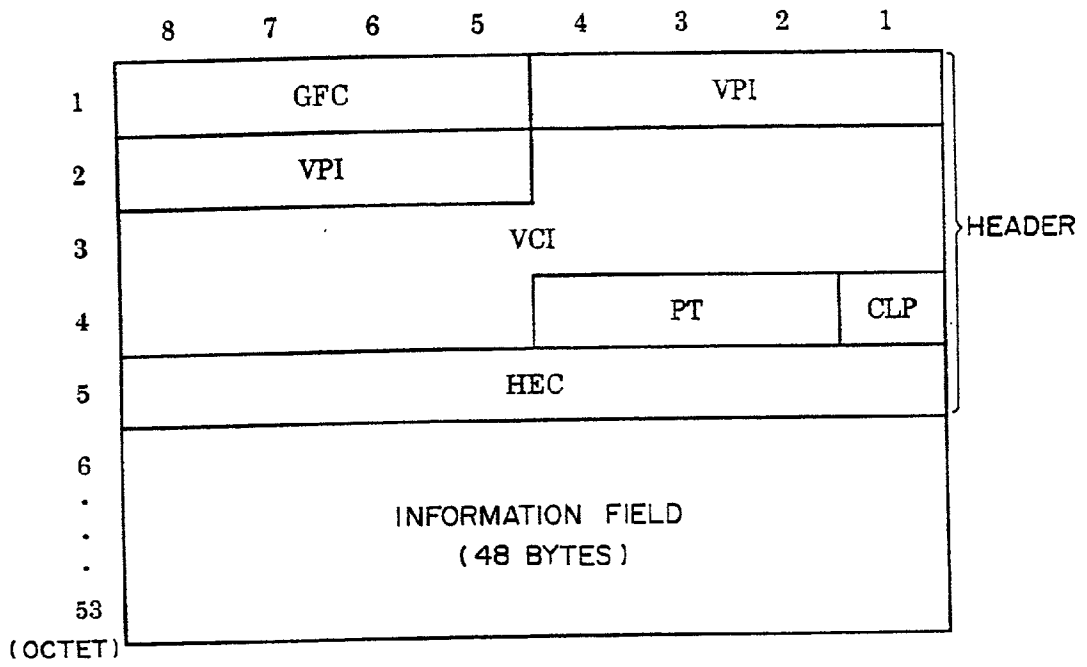 8 7 6 5 4 3 2 1
1 GFC VPI
2 VPI
3 VCI HEADER
4 PT CLP
5 HEC
6
.
.
.
INFORMATION FIELD
(48 BYTES)
53
(OCTET)